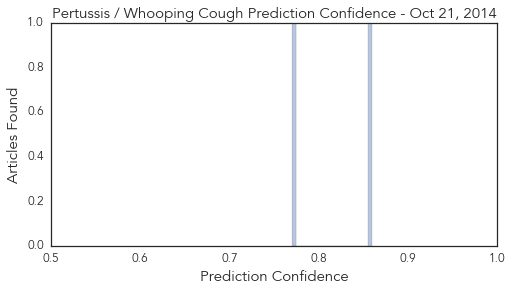 Pertussis / Whooping Cough Prediction Confidence - Oct 21, 2014
1.0
0.8
0.6
0.4
0.2
0.0
Articles Found
0.5 0.6 0.7 0.8 0.9 1.0
Prediction Confidence